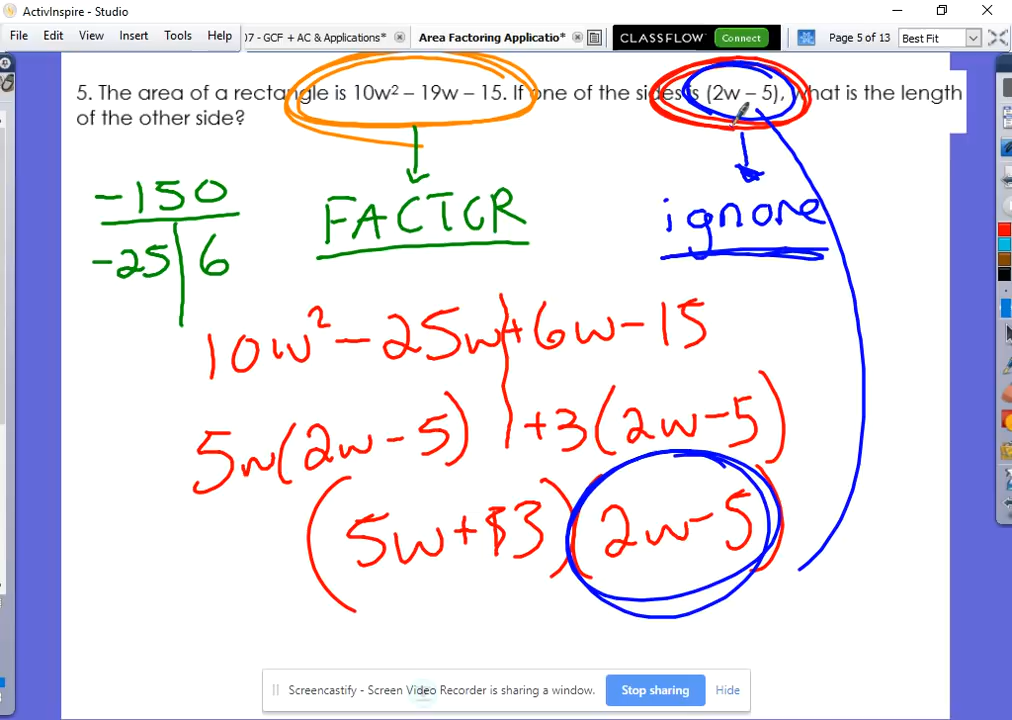 ActivInspire - Studio
File Edit View Insert Tools Help
07 - GCF + AC & Applications* Area Factoring Applicatio* CLASSFLOW Connect Page 5 of 13 Best Fit
5. The area of a rectangle is 10w² – 19w – 15. If one of the sides is (2w – 5), what is the length
of the other side?
-150
-25 | 6
FACTOR
ignore
10w² - 25w + 6w - 15
5w(2w - 5) + 3(2w - 5)
(5w + 3)(2w - 5)
Screencastify - Screen Video Recorder is sharing a window. Stop sharing Hide